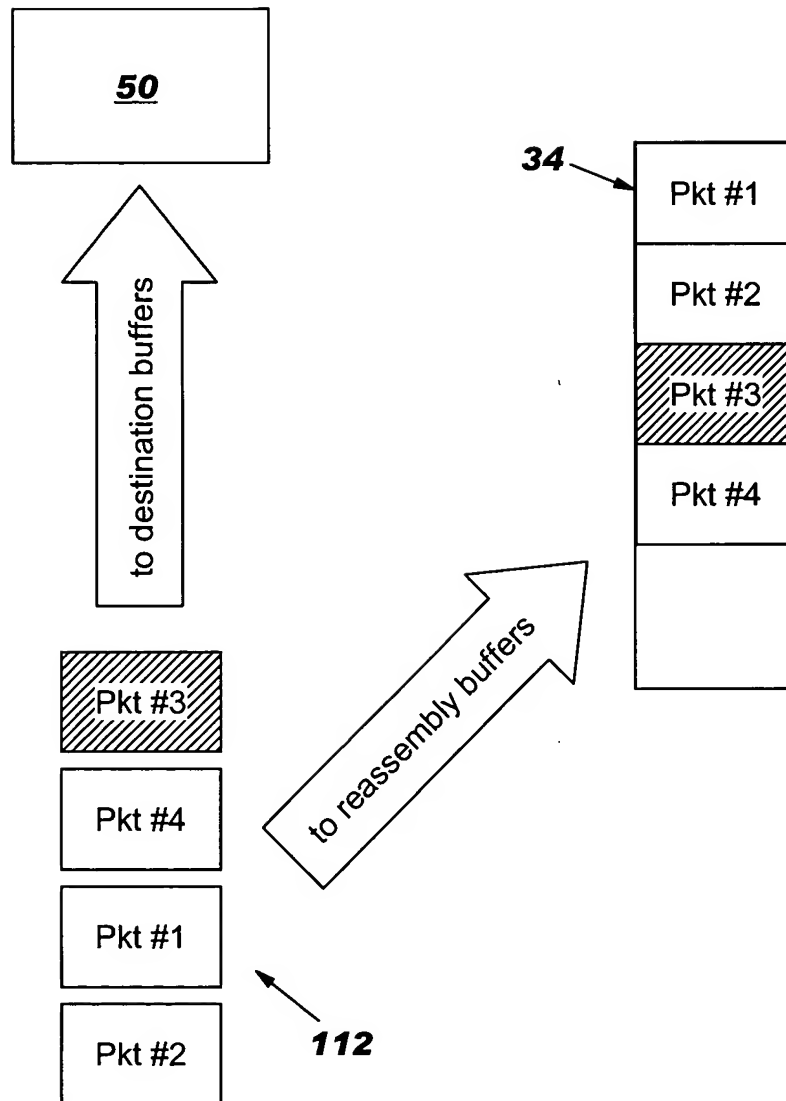 50
to destination buffers
34
Pkt #1
Pkt #2
Pkt #3
Pkt #4
to reassembly buffers
Pkt #3
Pkt #4
Pkt #1
Pkt #2
112